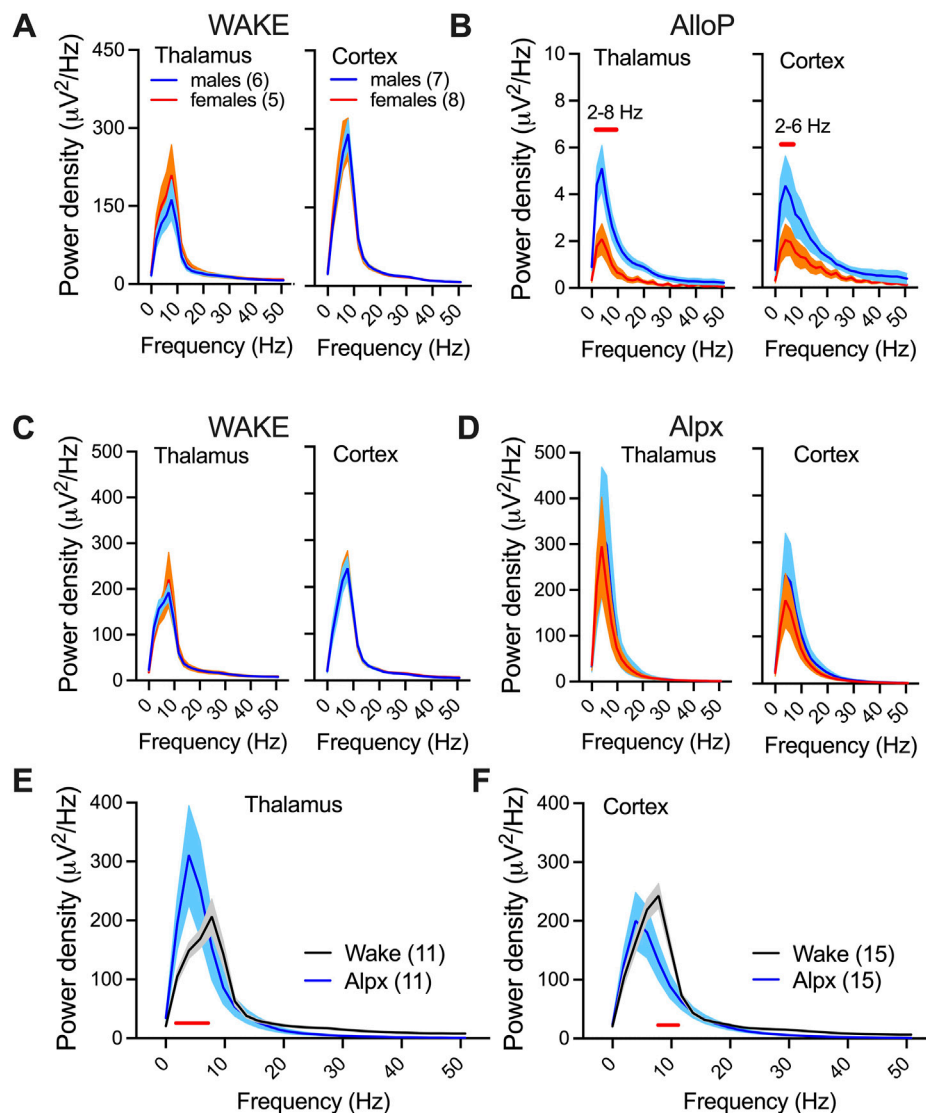 A WAKE
Thalamus
males (6)
females (5)
Cortex
males (7)
females (8)
Power density (µV²/Hz)
450
300
150
0
0 10 20 30 40 50
0 10 20 30 40 50
Frequency (Hz) Frequency (Hz)
B AlloP
Thalamus
2-8 Hz
Cortex
2-6 Hz
Power density (µV²/Hz)
10
8
6
4
2
0
0 10 20 30 40 50
0 10 20 30 40 50
Frequency (Hz) Frequency (Hz)
C WAKE
Thalamus Cortex
Power density (µV²/Hz)
500
400
300
200
100
0
0 10 20 30 40 50
0 10 20 30 40 50
Frequency (Hz) Frequency (Hz)
D Alpx
Thalamus Cortex
Power density (µV²/Hz)
500
400
300
200
100
0
0 10 20 30 40 50
0 10 20 30 40 50
Frequency (Hz) Frequency (Hz)
E Thalamus
Power density (µV²/Hz)
400
300
200
100
0
Wake (11)
Alpx (11)
0 10 20 30 40 50
Frequency (Hz)
F Cortex
Power density (µV²/Hz)
400
300
200
100
0
Wake (15)
Alpx (15)
0 10 20 30 40 50
Frequency (Hz)